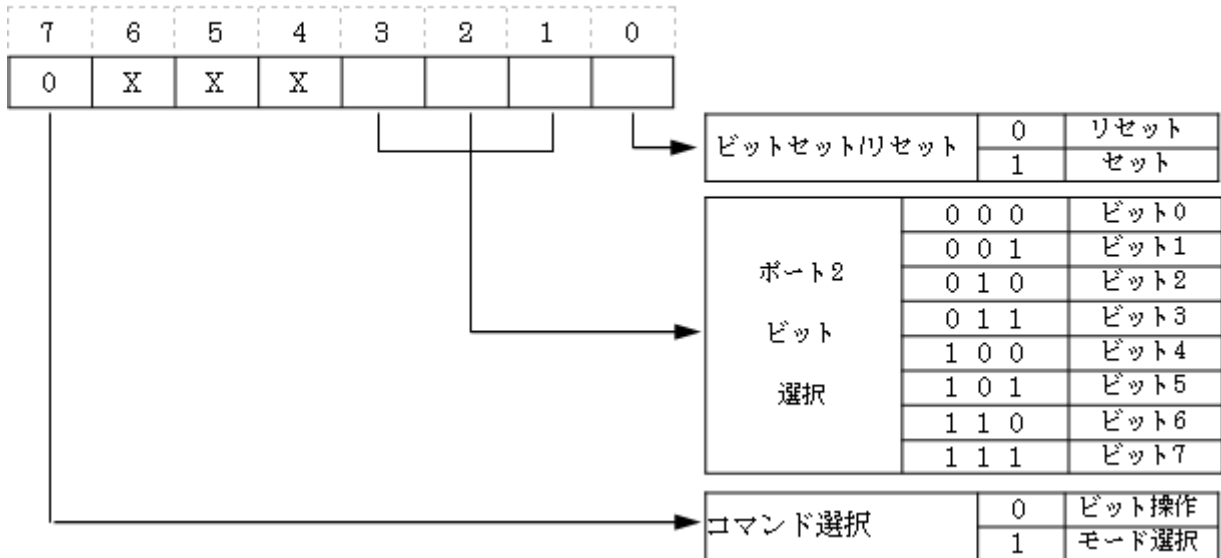 7 6 5 4 3 2 1 0
0 X X X
ビットセット/リセット 0 リセット
1 セット
ポート2 ビット 選択
0 0 0 ビット0
0 0 1 ビット1
0 1 0 ビット2
0 1 1 ビット3
1 0 0 ビット4
1 0 1 ビット5
1 1 0 ビット6
1 1 1 ビット7
コマンド選択 0 ビット操作
1 モード選択